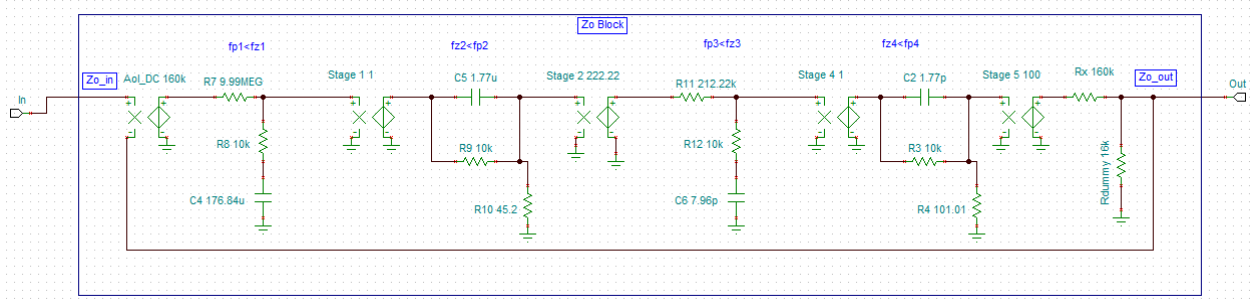 Zo Block
fp1<fz1
fz2<fp2
fp3<fz3
fz4<fp4
In
Zo_in
Aol_DC 160k
R7 9.99MEG
Stage 1 1
C5 1.77u
Stage 2 222.22
R11 212.22k
Stage 4 1
C2 1.77p
Stage 5 100
Rx 160k
Zo_out
Out
R8 10k
R9 10k
R12 10k
R3 10k
Rdummy 16k
C4 176.84u
R10 45.2
C6 7.96p
R4 101.01